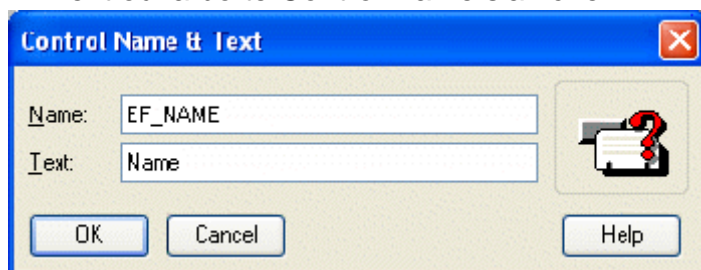 Control Name & Text
Name: EF_NAME
Text: Name
OK Cancel Help